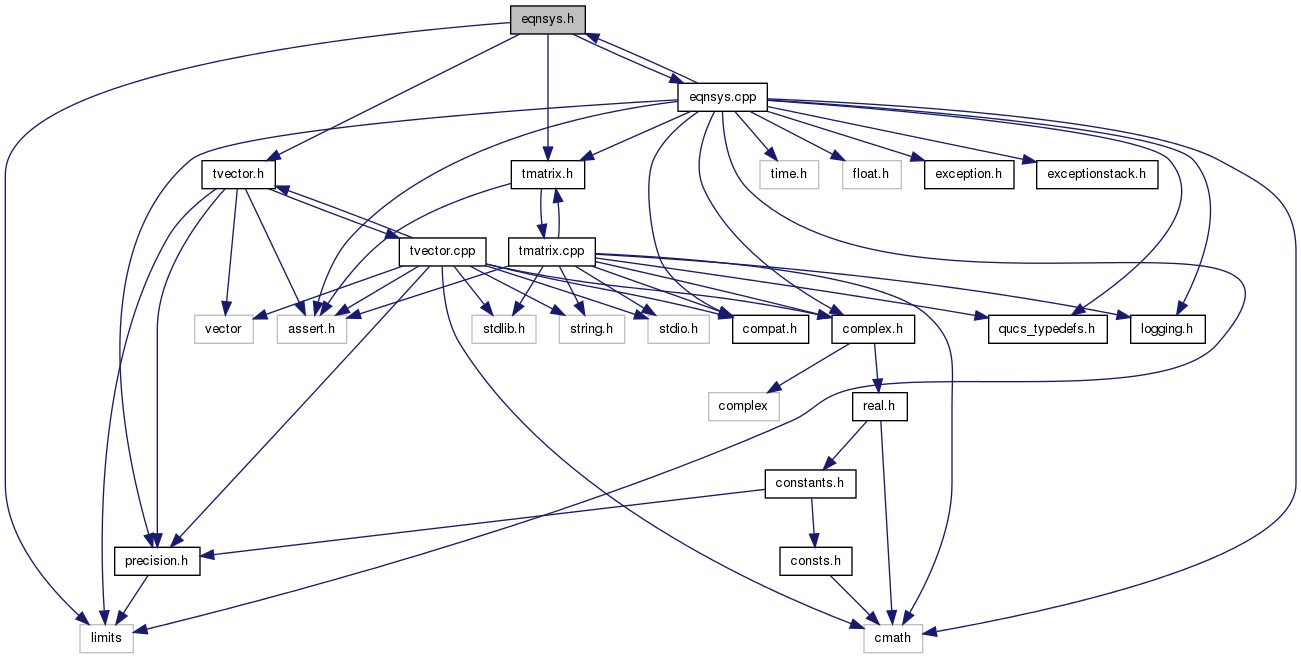 eqnsys.h
eqnsys.cpp
tvector.h
tmatrix.h
time.h
float.h
exception.h
exceptionstack.h
tvector.cpp
tmatrix.cpp
vector
assert.h
stdlib.h
string.h
stdio.h
compat.h
complex.h
qucs_typedefs.h
logging.h
complex
real.h
constants.h
precision.h
consts.h
limits
cmath